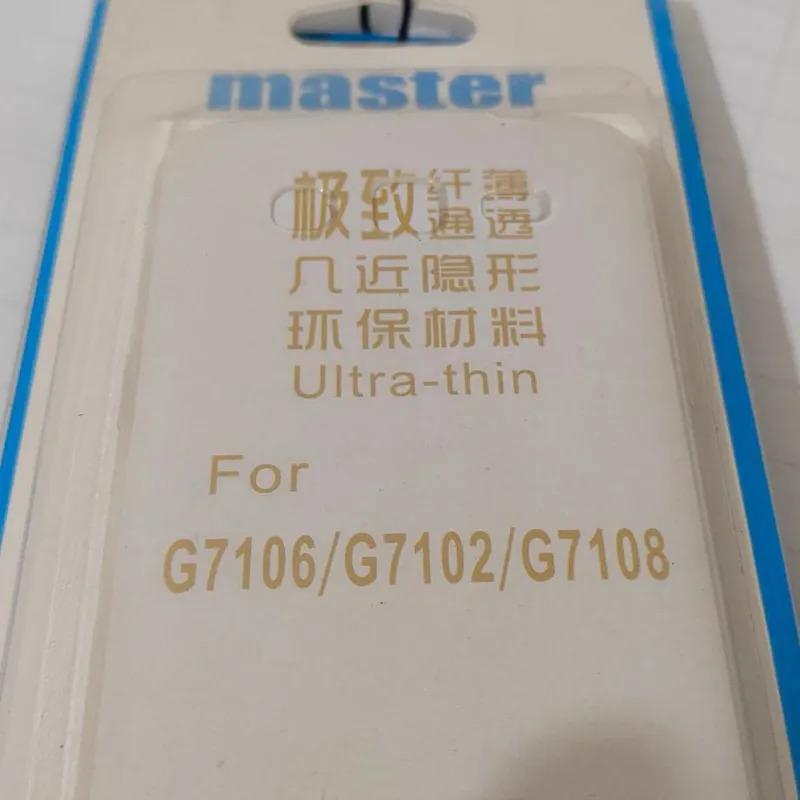 master
极致纤薄
通透
几近隐形
环保材料
Ultra-thin
For
G7106/G7102/G7108